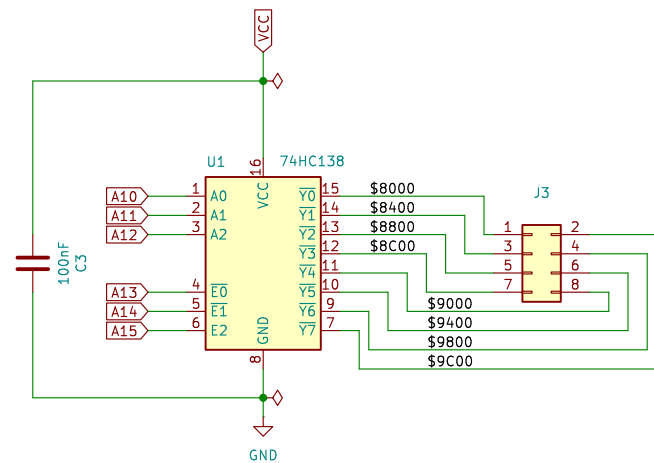 VCC
U1
74HC138
16
VCC
A10
1
A0
Y0
15
$8000
A11
2
A1
Y1
14
$8400
A12
3
A2
Y2
13
$8800
Y3
12
$8C00
Y4
11
$9000
A13
4
E0
Y5
10
$9400
A14
5
E1
Y6
9
$9800
A15
6
E2
Y7
7
$9C00
GND
8
J3
1
2
3
4
5
6
7
8
100nF
C3
GND